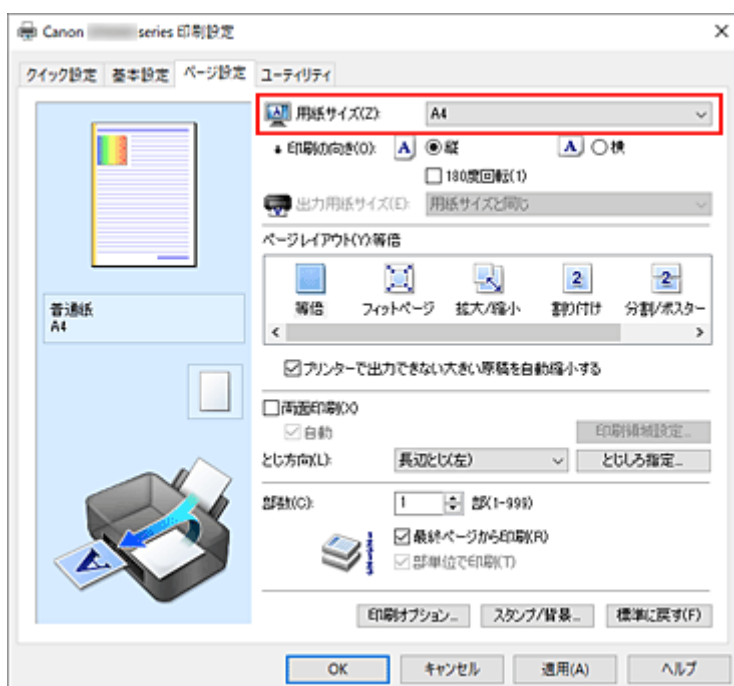 Canon series 印刷設定
クイック設定 基本設定 ページ設定 ユーティリティ
用紙サイズ(Z): A4
印刷の向き(O): A 縦 A 横
180度回転(1)
出力用紙サイズ(E): 用紙サイズと同じ
ページレイアウト(Y):等倍
等倍 フィットページ 拡大/縮小 割り付け 分割/ポスター
普通紙
A4
プリンターで出力できない大きい原稿を自動縮小する
両面印刷(X)
自動 印刷領域設定...
とじ方向(L): 長辺とじ(左) とじしろ指定...
部数(C): 1 部(1-999)
最終ページから印刷(R)
部単位で印刷(T)
印刷オプション... スタンプ/背景... 標準に戻す(F)
OK キャンセル 適用(A) ヘルプ